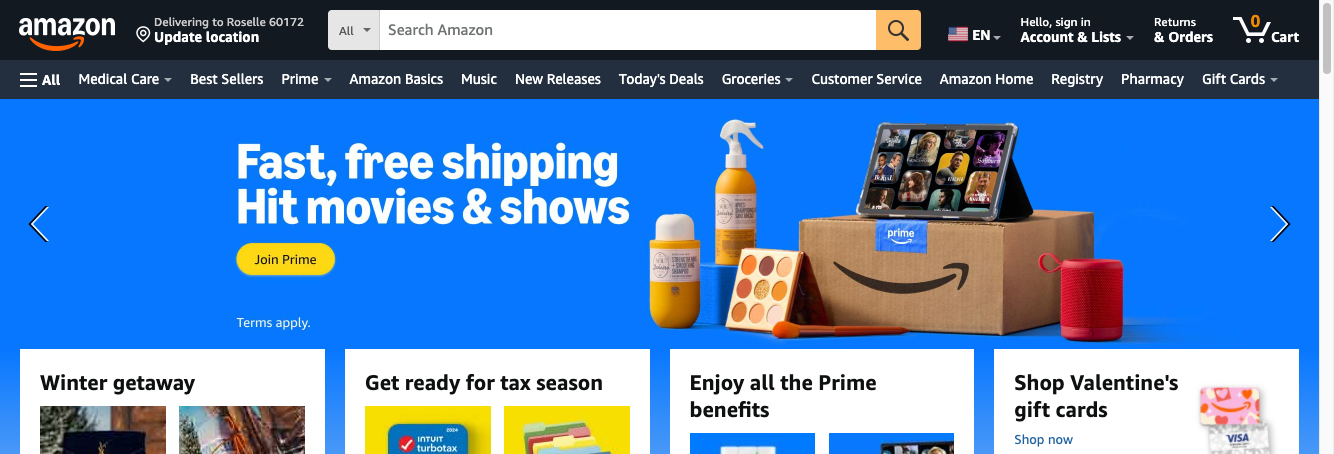 amazon
Delivering to Roselle 60172
Update location
All
Search Amazon
EN
Hello, sign in
Account & Lists
Returns
& Orders
0
Cart
All
Medical Care
Best Sellers
Prime
Amazon Basics
Music
New Releases
Today's Deals
Groceries
Customer Service
Amazon Home
Registry
Pharmacy
Gift Cards
Fast, free shipping
Hit movies & shows
Join Prime
Terms apply.
prime
Winter getaway
Get ready for tax season
2024
INTUIT
turbotax
Enjoy all the Prime
benefits
Shop Valentine's
gift cards
Shop now
VISA